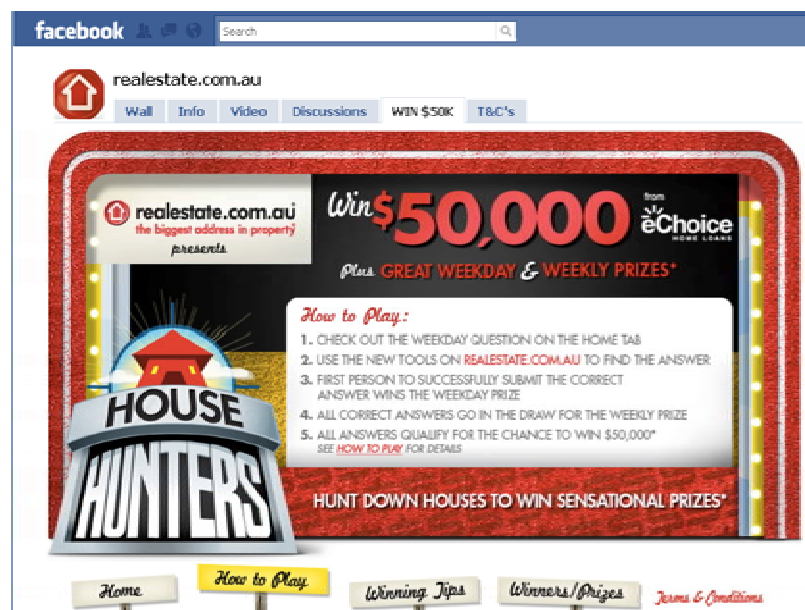 facebook
Search
realestate.com.au
Wall Info Video Discussions WIN $50K T&C's
realestate.com.au
the biggest address in property
presents
Win $50,000
from
eChoice
HOME LOANS
Plus GREAT WEEKDAY & WEEKLY PRIZES*
How to Play:
1. CHECK OUT THE WEEKDAY QUESTION ON THE HOME TAB
2. USE THE NEW TOOLS ON REALESTATE.COM.AU TO FIND THE ANSWER
3. FIRST PERSON TO SUCCESSFULLY SUBMIT THE CORRECT
ANSWER WINS THE WEEKDAY PRIZE
4. ALL CORRECT ANSWERS GO IN THE DRAW FOR THE WEEKLY PRIZE
5. ALL ANSWERS QUALIFY FOR THE CHANCE TO WIN $50,000*
SEE HOW TO PLAY FOR DETAILS
HOUSE
HUNTERS
HUNT DOWN HOUSES TO WIN SENSATIONAL PRIZES*
Home How to Play Winning Tips Winners/Prizes Terms & Conditions